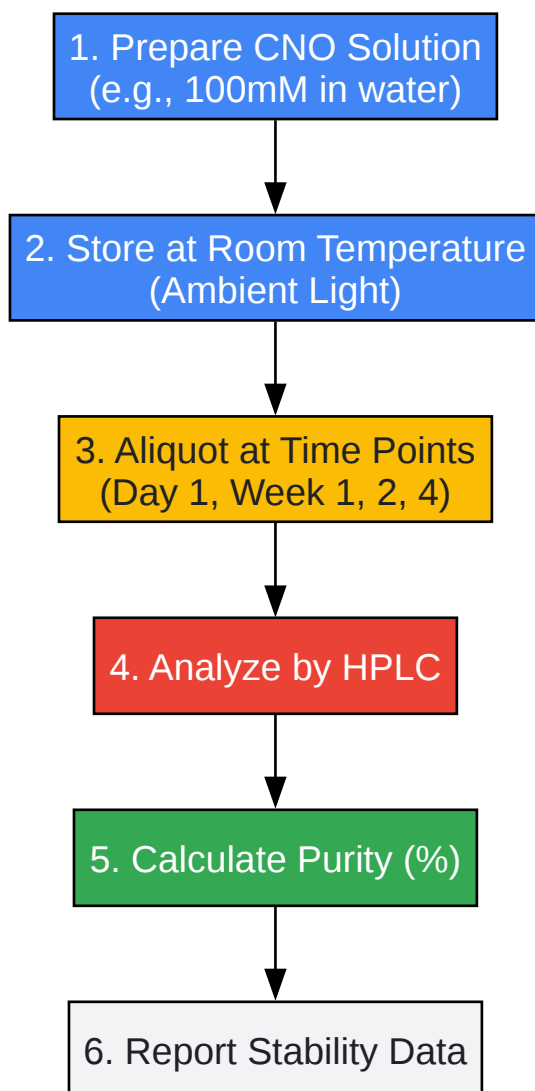 1. Prepare CNO Solution
(e.g., 100mM in water)
2. Store at Room Temperature
(Ambient Light)
3. Aliquot at Time Points
(Day 1, Week 1, 2, 4)
4. Analyze by HPLC
5. Calculate Purity (%)
6. Report Stability Data